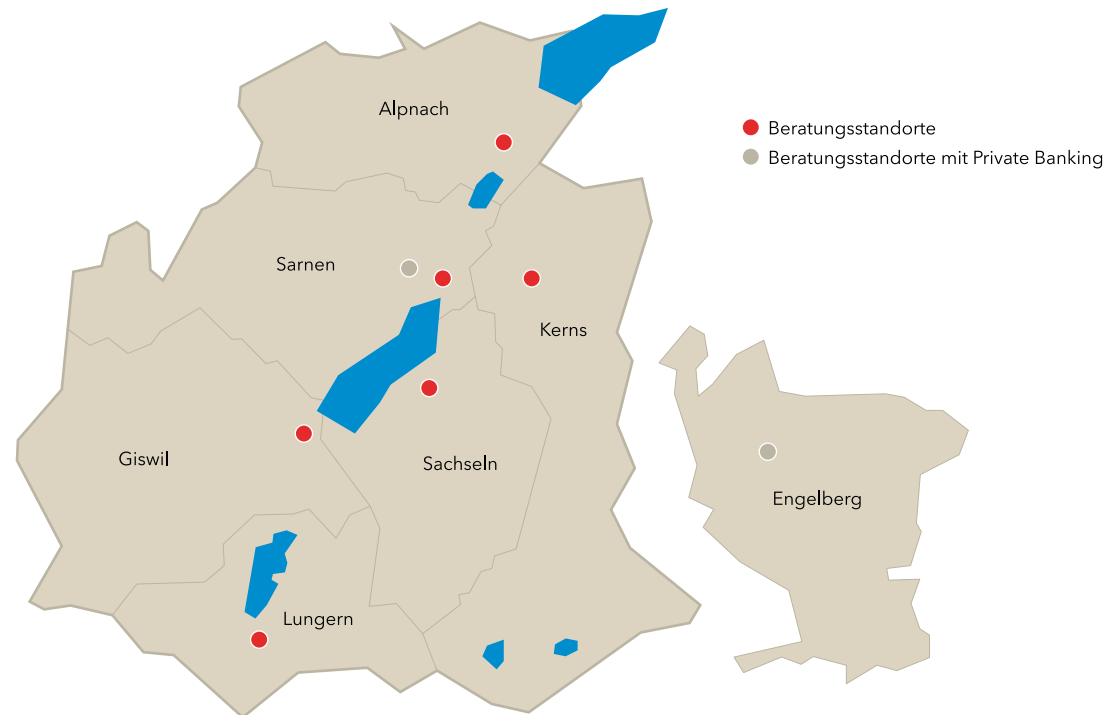 Alpnach
Beratungsstandorte
Beratungsstandorte mit Private Banking
Sarnen
Kerns
Giswil
Sachseln
Engelberg
Lungern